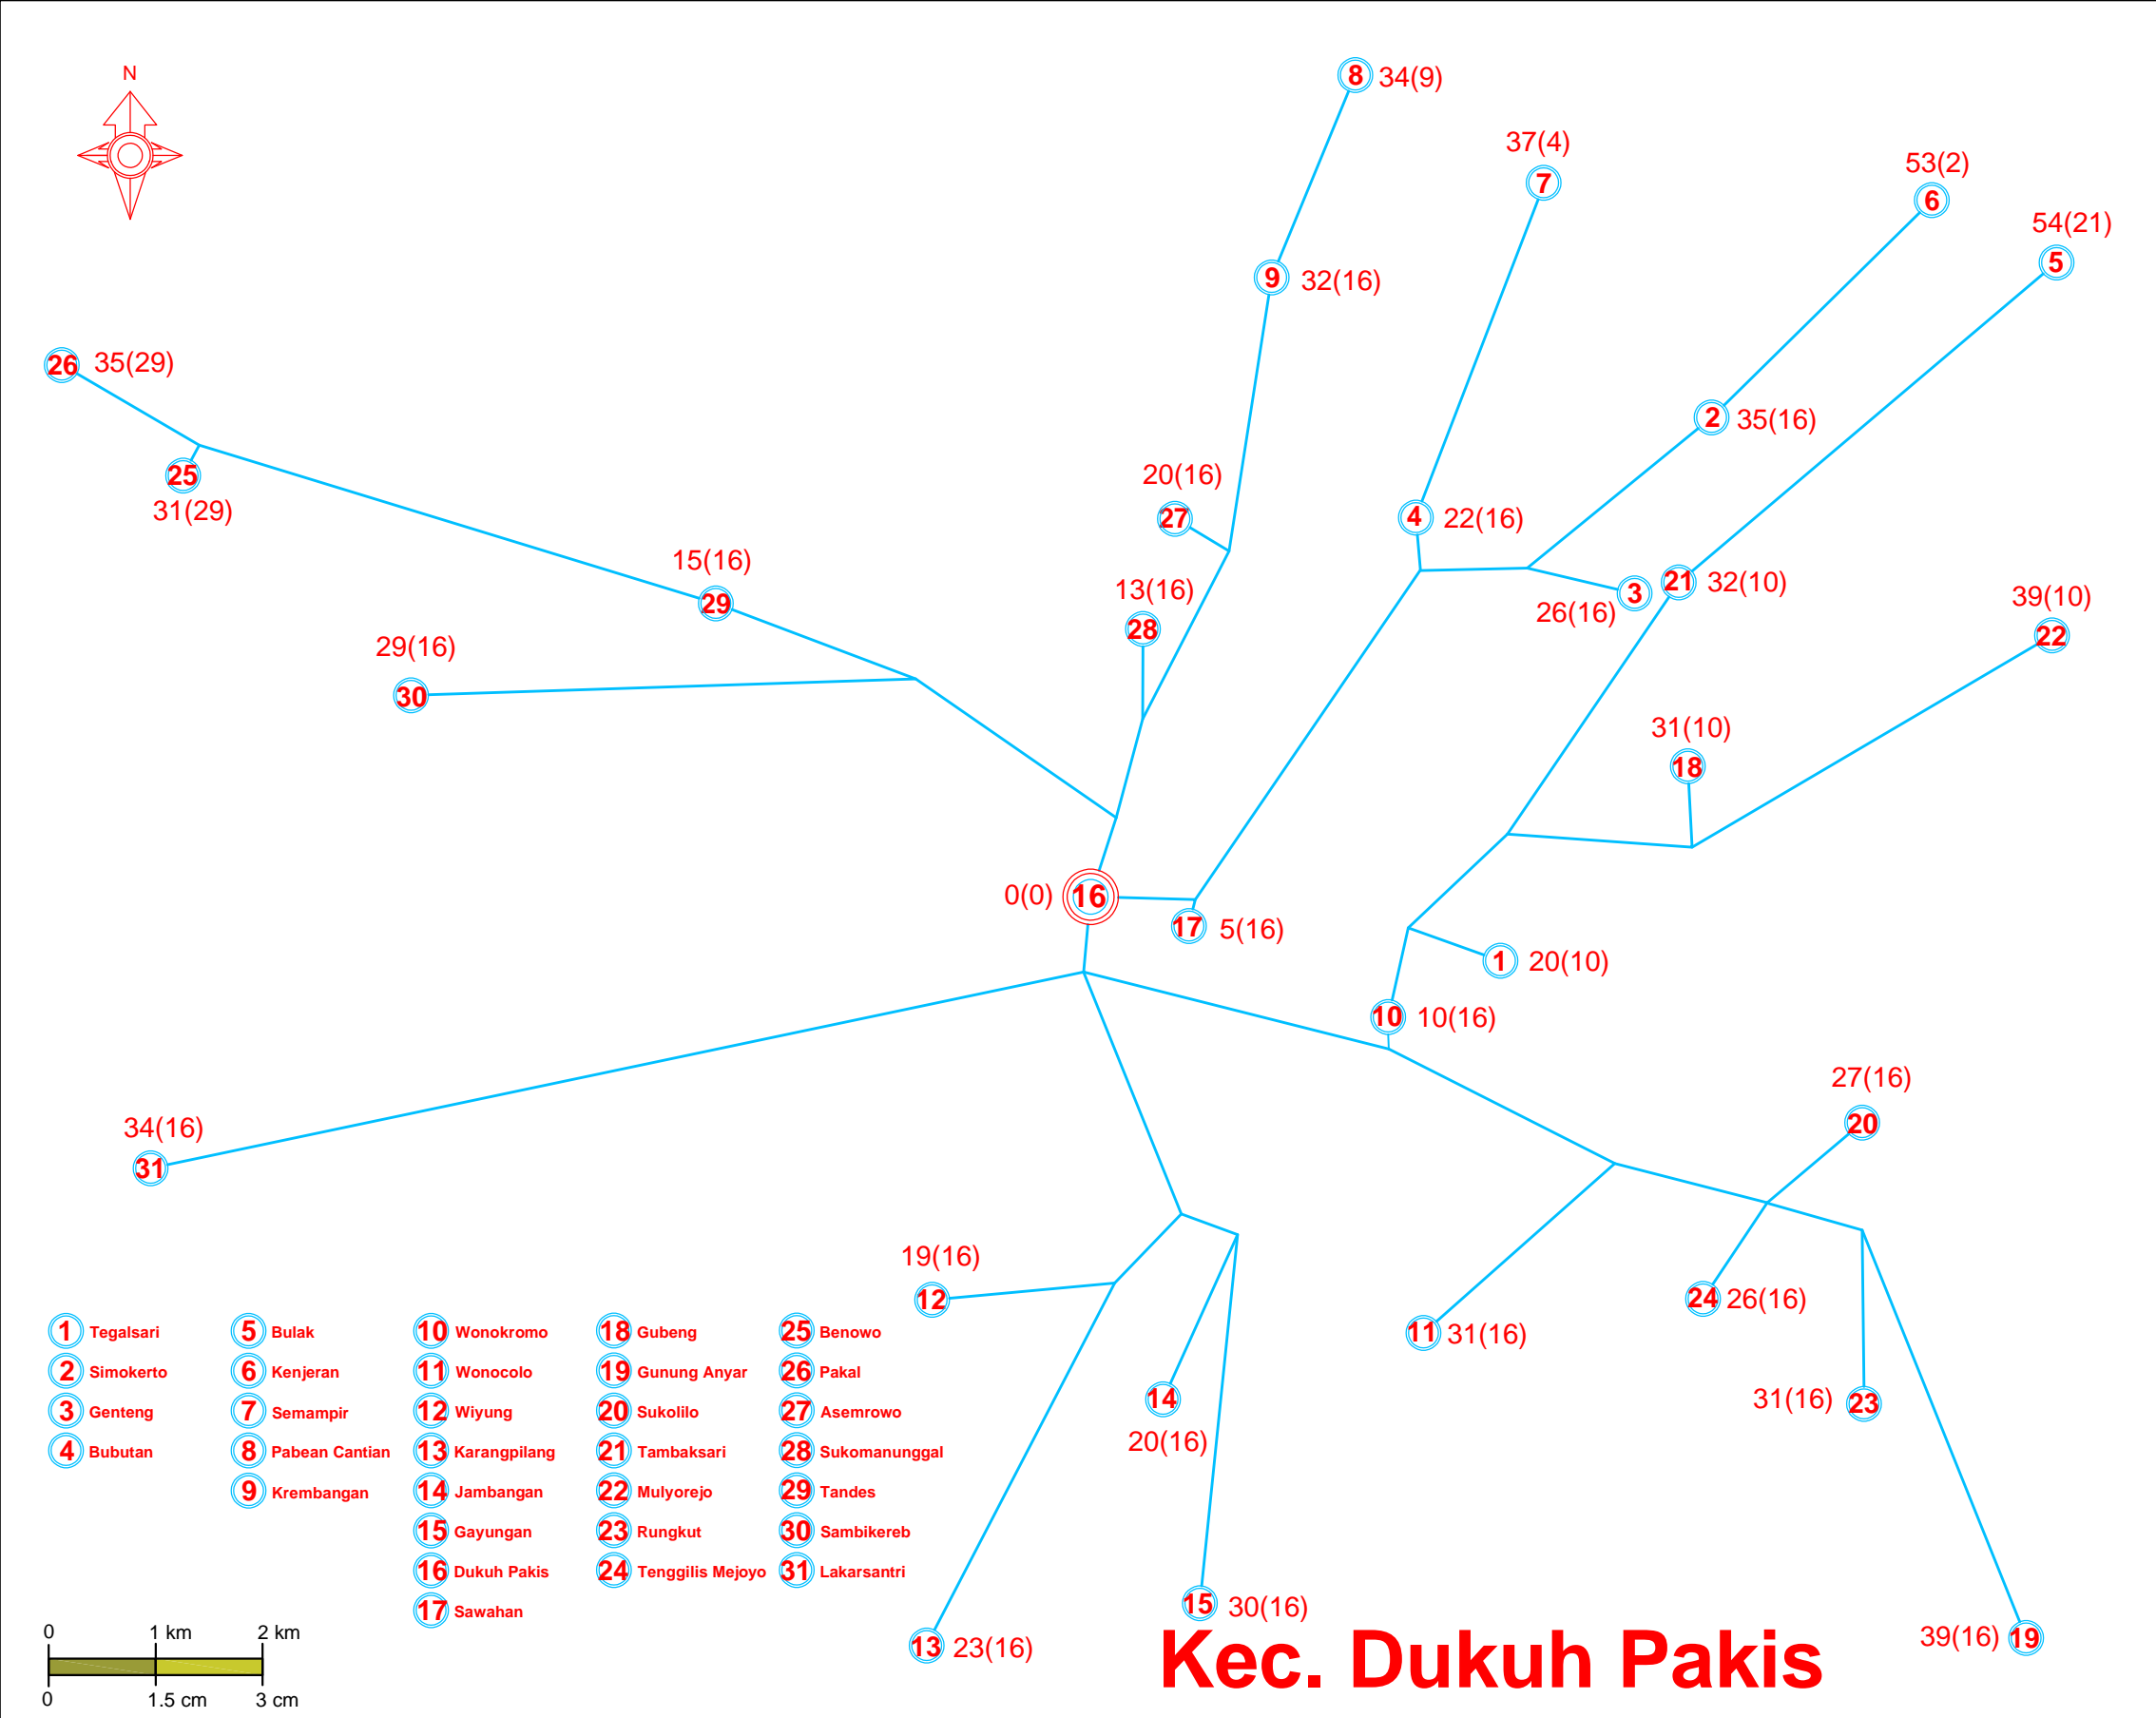 N
8 34(9)
37(4)
7
53(2)
6
54(21)
5
9 32(16)
26 35(29)
2 35(16)
25
31(29)
20(16)
27
4 22(16)
15(16)
29
13(16)
28
3
26(16)
21 32(10)
39(10)
22
29(16)
30
31(10)
18
0(0) 16
17 5(16)
1 20(10)
10 10(16)
27(16)
20
34(16)
31
19(16)
12
24 26(16)
11 31(16)
14
20(16)
31(16) 23
15 30(16)
13 23(16)
39(16) 19
1 Tegalsari
2 Simokerto
3 Genteng
4 Bubutan
5 Bulak
6 Kenjeran
7 Semampir
8 Pabean Cantian
9 Krembangan
10 Wonokromo
11 Wonocolo
12 Wiyung
13 Karangpilang
14 Jambangan
15 Gayungan
16 Dukuh Pakis
17 Sawahan
18 Gubeng
19 Gunung Anyar
20 Sukolilo
21 Tambaksari
22 Mulyorejo
23 Rungkut
24 Tenggilis Mejoyo
25 Benowo
26 Pakal
27 Asemrowo
28 Sukomanunggal
29 Tandes
30 Sambikereb
31 Lakarsantri
0 1 km 2 km
0 1.5 cm 3 cm
Kec. Dukuh Pakis